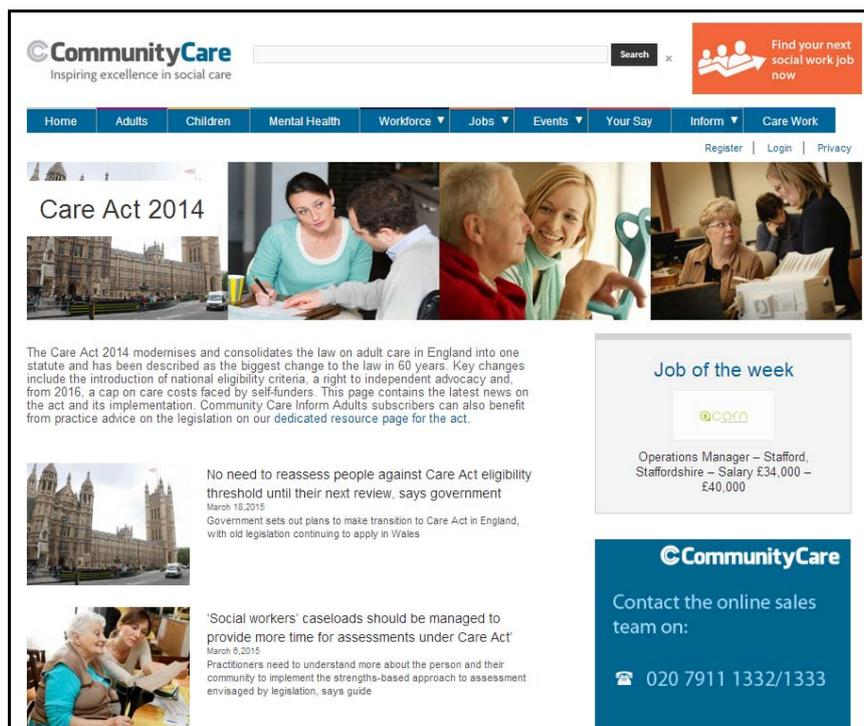 CommunityCare
Inspiring excellence in social care
Search
×
Find your next
social work job
now
Home
Adults
Children
Mental Health
Workforce ▼
Jobs ▼
Events ▼
Your Say
Inform ▼
Care Work
Register | Login | Privacy
Care Act 2014
The Care Act 2014 modernises and consolidates the law on adult care in England into one
statute and has been described as the biggest change to the law in 60 years. Key changes
include the introduction of national eligibility criteria, a right to independent advocacy and,
from 2016, a cap on care costs faced by self-funders. This page contains the latest news on
the act and its implementation. Community Care Inform Adults subscribers can also benefit
from practice advice on the legislation on our dedicated resource page for the act.
No need to reassess people against Care Act eligibility
threshold until their next review, says government
March 18,2015
Government sets out plans to make transition to Care Act in England,
with old legislation continuing to apply in Wales
'Social workers' caseloads should be managed to
provide more time for assessments under Care Act'
March 6,2015
Practitioners need to understand more about the person and their
community to implement the strengths-based approach to assessment
envisaged by legislation, says guide
Job of the week
acorn
Operations Manager – Stafford,
Staffordshire – Salary £34,000 –
£40,000
CommunityCare
Contact the online sales
team on:
☎ 020 7911 1332/1333